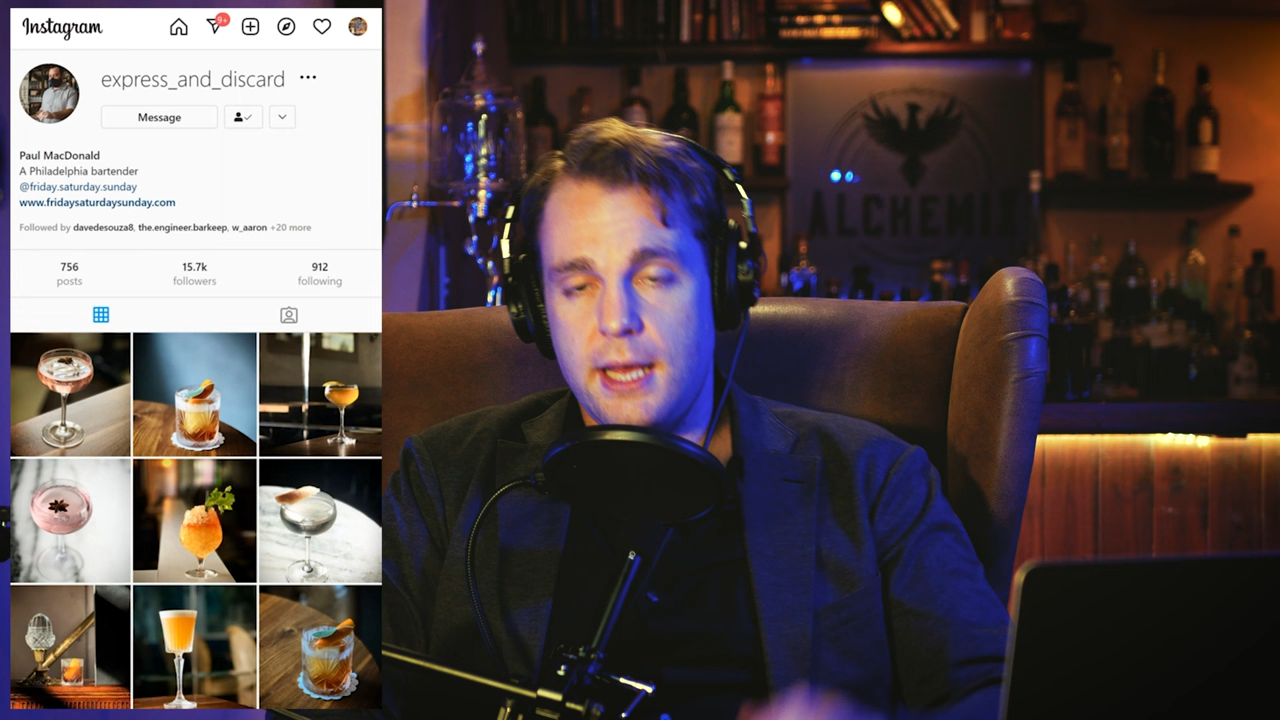 Instagram
9+
express_and_discard
Message
Paul MacDonald
A Philadelphia bartender
@friday.saturday.sunday
www.fridaysaturdaysunday.com
Followed by davedesouza8, the.engineer.barkeep, w_aaron +20 more
756 15.7k 912
posts followers following